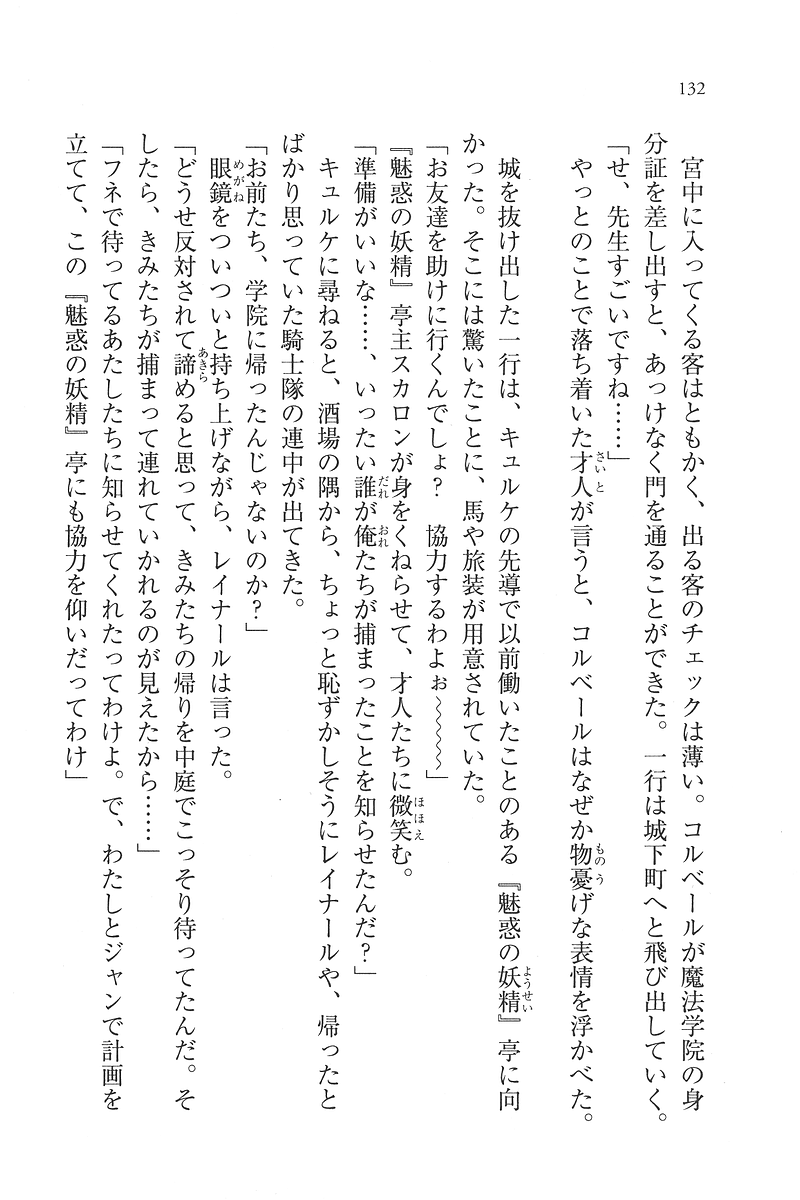 132
宮中に入ってくる客はともかく、出る客のチェックは薄い。コルベールが魔法学院の身
分証を差し出すと、あっけなく門を通ることができた。一行は城下町へと飛び出していく。
「せ、先生すごいですね……」
やっとのことで落ち着いた才人が言うと、コルベールはなぜか物憂げな表情を浮かべた。
城を抜け出した一行は、キュルケの先導で以前働いたことのある『魅惑の妖精』亭に向
かった。そこには驚いたことに、馬や旅装が用意されていた。
「お友達を助けに行くんでしょ？　協力するわよぉ〜〜〜〜〜」
『魅惑の妖精』亭主スカロンが身をくねらせて、才人たちに微笑む。
「準備がいいな……、いったい誰が俺たちが捕まったことを知らせたんだ？」
キュルケに尋ねると、酒場の隅から、ちょっと恥ずかしそうにレイナールや、帰ったと
ばかり思っていた騎士隊の連中が出てきた。
「お前たち、学院に帰ったんじゃないのか？」
眼鏡をついついと持ち上げながら、レイナールは言った。
「どうせ反対されて諦めると思って、きみたちの帰りを中庭でこっそり待ってたんだ。そ
したら、きみたちが捕まって連れていかれるのが見えたから……」
「フネで待ってるあたしたちに知らせてくれたってわけよ。で、わたしとジャンで計画を
立てて、この『魅惑の妖精』亭にも協力を仰いだってわけ」